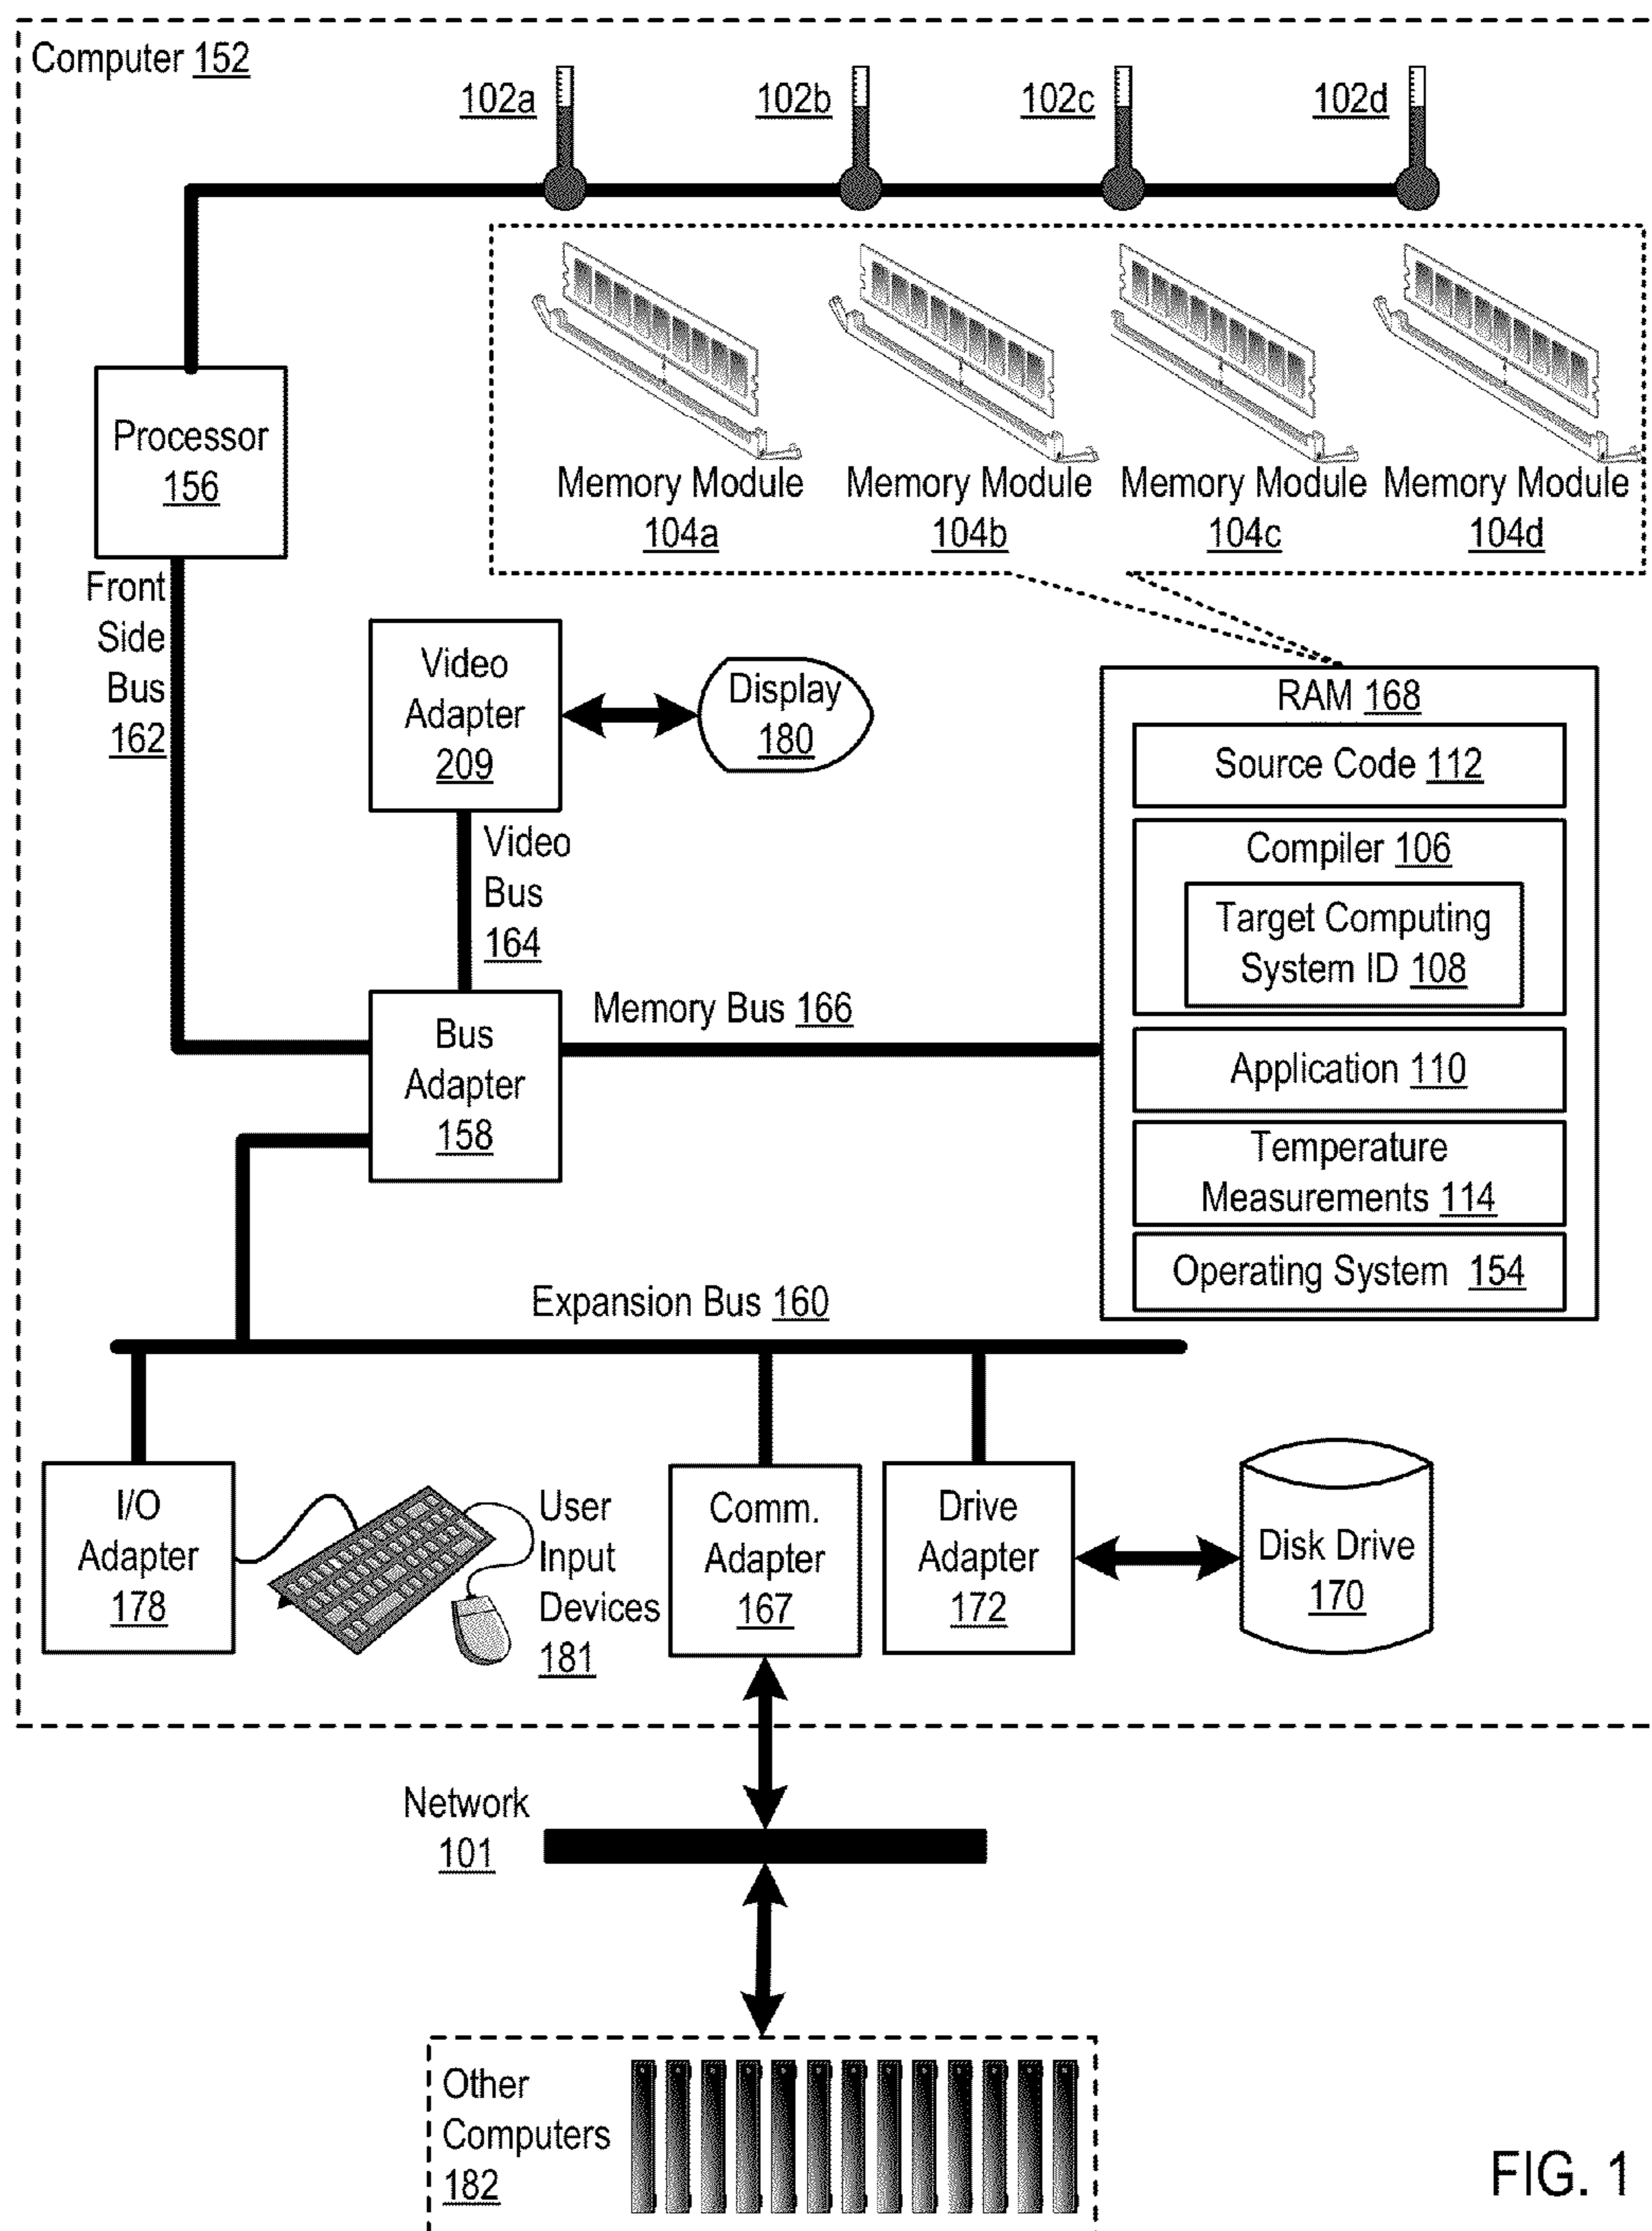 Computer 152
102a
102b
102c
102d
Processor
156
Memory Module
104a
Memory Module
104b
Memory Module
104c
Memory Module
104d
Front
Side
Bus
162
Video
Adapter
209
Display
180
Video
Bus
164
RAM 168
Source Code 112
Compiler 106
Target Computing
System ID 108
Application 110
Temperature
Measurements 114
Operating System 154
Bus
Adapter
158
Memory Bus 166
Expansion Bus 160
I/O
Adapter
178
User
Input
Devices
181
Comm.
Adapter
167
Drive
Adapter
172
Disk Drive
170
Network
101
Other
Computers
182
FIG. 1